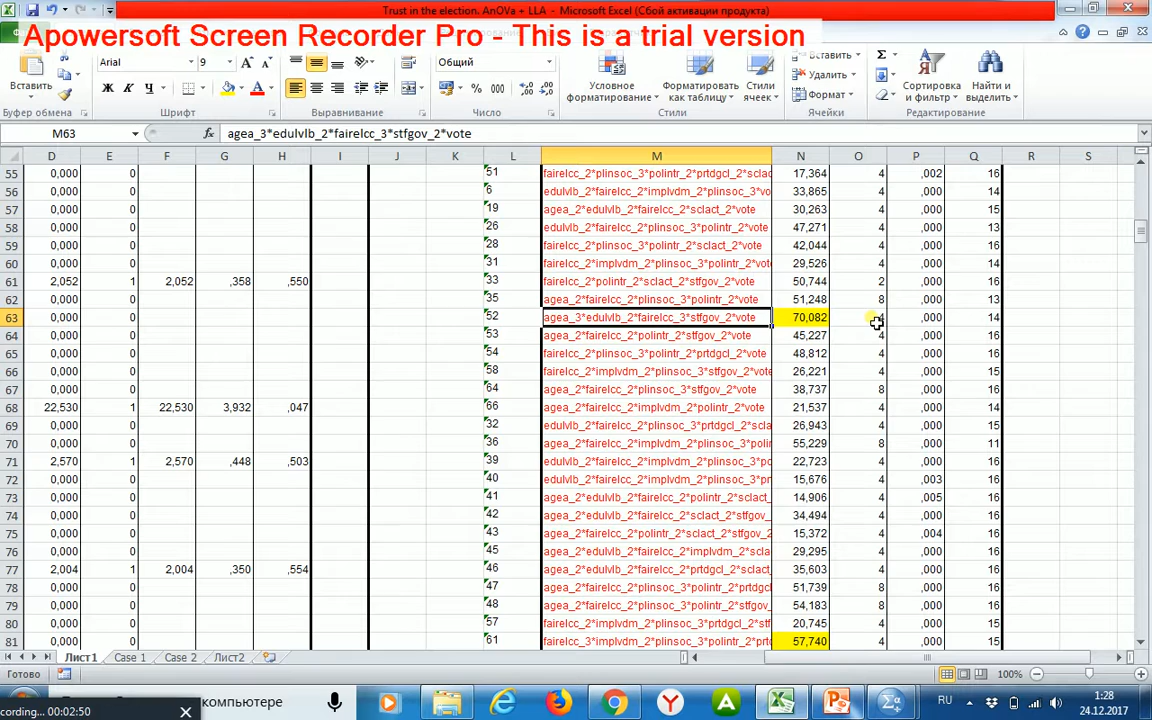 Trust in the election. AnOVa + LLA - Microsoft Excel (Сбой активации продукта)
Apowersoft Screen Recorder Pro - This is a trial version
Вставить Arial 9 Общий Условное форматирование Форматировать как таблицу Стили ячеек Вставить Удалить Формат Σ Сортировка и фильтр Найти и выделить
Ж К Ч А % 000
Буфер обмена Шрифт Выравнивание Стили Ячейки Редактирование
M63 fx agea_3*edulvlb_2*fairelcc_3*stfgov_2*vote
D E F G H I J K L M N O P Q R S
55 0,000 0 51 fairelcc_2*plinsoc_3*polintr_2*prtdgcl_2*sclac 17,364 4 ,002 16
56 0,000 0 6 edulvlb_2*fairelcc_2*implvdm_2*plinsoc_3*vo 33,865 4 ,000 14
57 0,000 0 19 agea_2*edulvlb_2*fairelcc_2*sclact_2*vote 30,263 4 ,000 15
58 0,000 0 26 edulvlb_2*fairelcc_2*plinsoc_3*polintr_2*vote 47,271 4 ,000 13
59 0,000 0 28 fairelcc_2*plinsoc_3*polintr_2*sclact_2*vote 42,044 4 ,000 16
60 0,000 0 31 fairelcc_2*implvdm_2*plinsoc_3*polintr_2*vote 29,526 4 ,000 14
61 2,052 1 2,052 ,358 ,550 33 fairelcc_2*polintr_2*sclact_2*stfgov_2*vote 50,744 2 ,000 16
62 0,000 0 35 agea_2*fairelcc_2*plinsoc_3*polintr_2*vote 51,248 8 ,000 13
63 0,000 0 52 agea_3*edulvlb_2*fairelcc_3*stfgov_2*vote 70,082 ,000 14
64 0,000 0 53 agea_2*fairelcc_2*polintr_2*stfgov_2*vote 45,227 4 ,000 16
65 0,000 0 54 fairelcc_2*plinsoc_3*polintr_2*prtdgcl_2*vote 48,812 4 ,000 16
66 0,000 0 58 fairelcc_2*implvdm_2*plinsoc_3*stfgov_2*vote 26,221 4 ,000 16
67 0,000 0 64 agea_2*fairelcc_2*plinsoc_3*stfgov_2*vote 38,737 8 ,000 15
68 22,530 1 22,530 3,932 ,047 66 agea_2*fairelcc_2*implvdm_2*polintr_2*vote 21,537 4 ,000 14
69 0,000 0 32 edulvlb_2*fairelcc_2*plinsoc_3*prtdgcl_2*scla 26,943 4 ,000 15
70 0,000 0 36 agea_2*fairelcc_2*implvdm_2*plinsoc_3*polin 55,229 8 ,000 11
71 2,570 1 2,570 ,448 ,503 39 edulvlb_2*fairelcc_2*implvdm_2*plinsoc_3*po 22,723 4 ,000 16
72 0,000 0 40 edulvlb_2*fairelcc_2*implvdm_2*plinsoc_3*pr 15,676 4 ,003 16
73 0,000 0 41 agea_2*edulvlb_2*fairelcc_2*polintr_2*sclact_ 14,906 4 ,005 16
74 0,000 0 42 agea_2*edulvlb_2*fairelcc_2*sclact_2*stfgov_ 34,494 4 ,000 16
75 0,000 0 43 agea_2*fairelcc_2*polintr_2*sclact_2*stfgov_2 15,372 4 ,004 16
76 0,000 0 45 agea_2*edulvlb_2*fairelcc_2*implvdm_2*scla 29,295 4 ,000 16
77 2,004 1 2,004 ,350 ,554 46 agea_2*edulvlb_2*fairelcc_2*prtdgcl_2*sclact 35,603 4 ,000 16
78 0,000 0 47 agea_2*fairelcc_2*plinsoc_3*polintr_2*prtdgcl 51,739 8 ,000 16
79 0,000 0 48 agea_2*fairelcc_2*plinsoc_3*polintr_2*stfgov_ 54,183 8 ,000 16
80 0,000 0 57 agea_2*fairelcc_2*plinsoc_3*prtdgcl_2*stfgov 20,745 4 ,000 15
81 0,000 0 61 fairelcc_3*implvdm_2*plinsoc_3*polintr_2*prt 57,740 4 ,000 15
Лист1 Case 1 Case 2 Лист2
Готово 100%
компьютере RU 1:28
cording... 00:02:50 24.12.2017